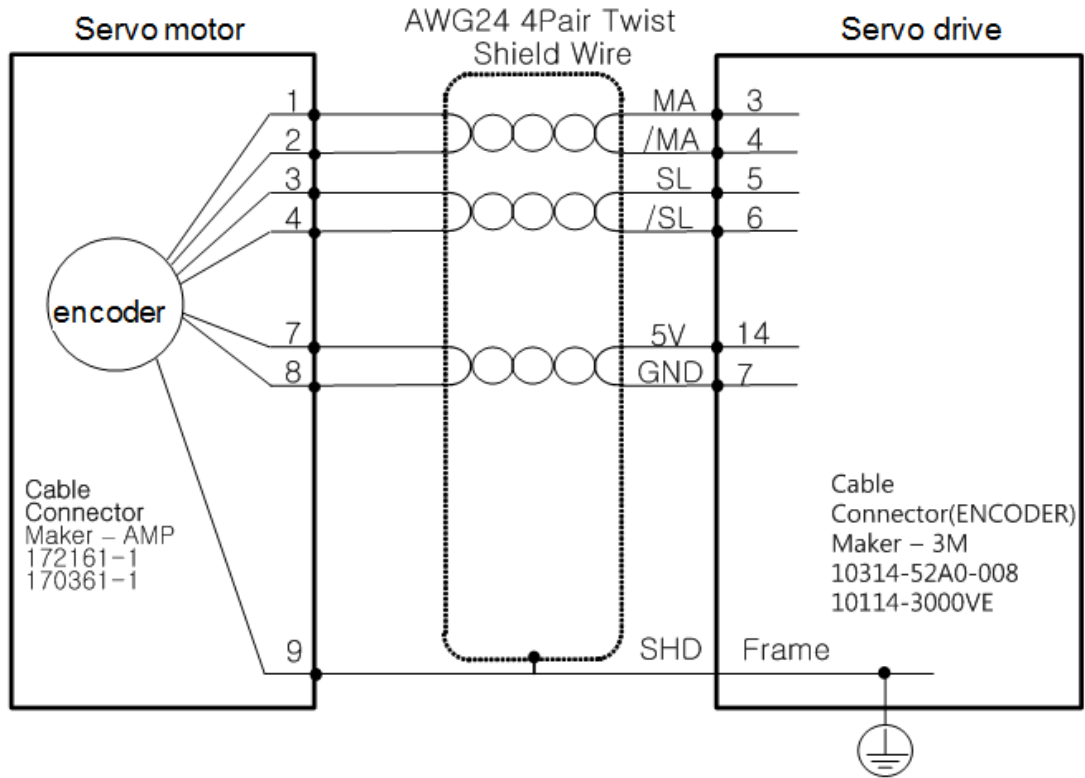 Servo motor
AWG24 4Pair Twist
Shield Wire
Servo drive
1 MA 3
2 /MA 4
3 SL 5
4 /SL 6
encoder
7 5V 14
8 GND 7
Cable
Connector
Maker – AMP
172161-1
170361-1
Cable
Connector(ENCODER)
Maker – 3M
10314-52A0-008
10114-3000VE
9 SHD Frame